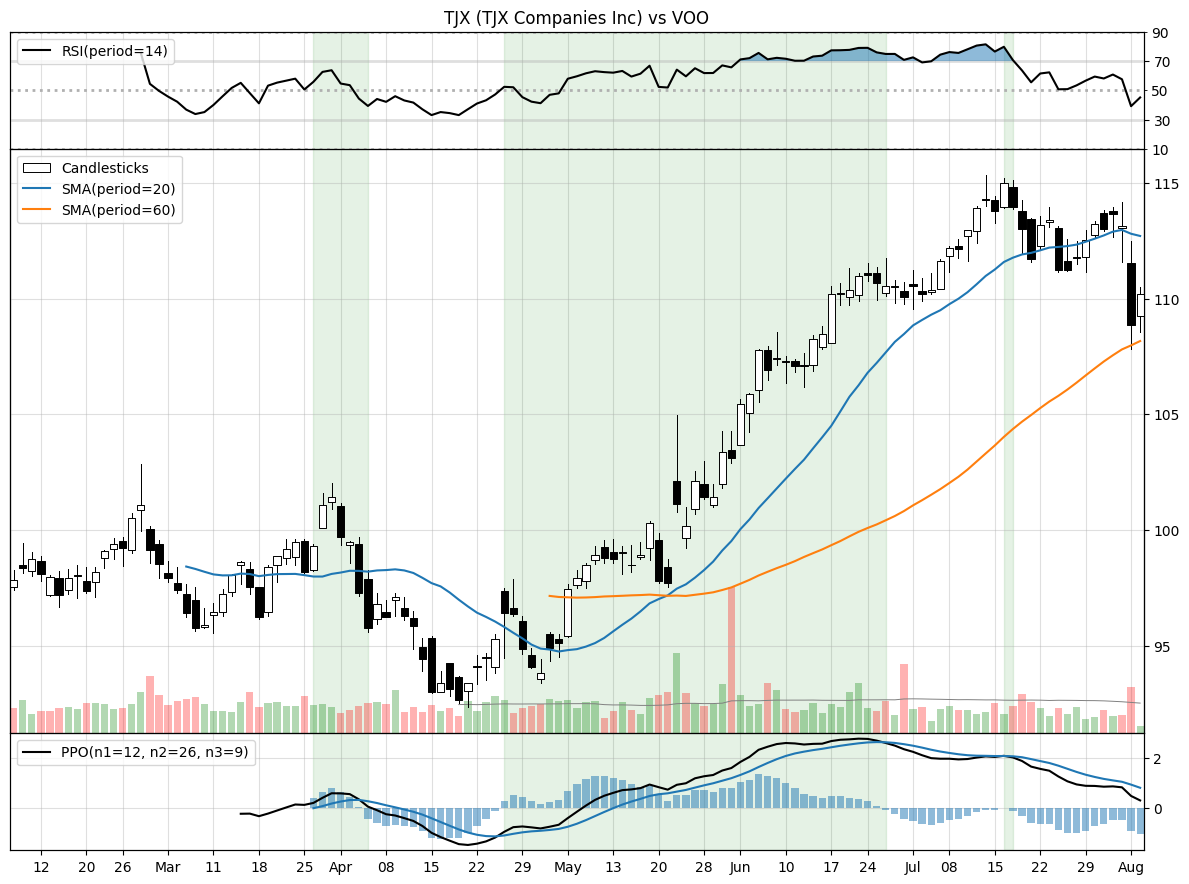 TJX (TJX Companies Inc) vs VOO
RSI(period=14)
90
70
50
30
10
Candlesticks
SMA(period=20)
SMA(period=60)
115
110
105
100
95
PPO(n1=12, n2=26, n3=9)
2
0
12 20 26 Mar 11 18 25 Apr 08 15 22 29 May 13 20 28 Jun 10 17 24 Jul 08 15 22 29 Aug